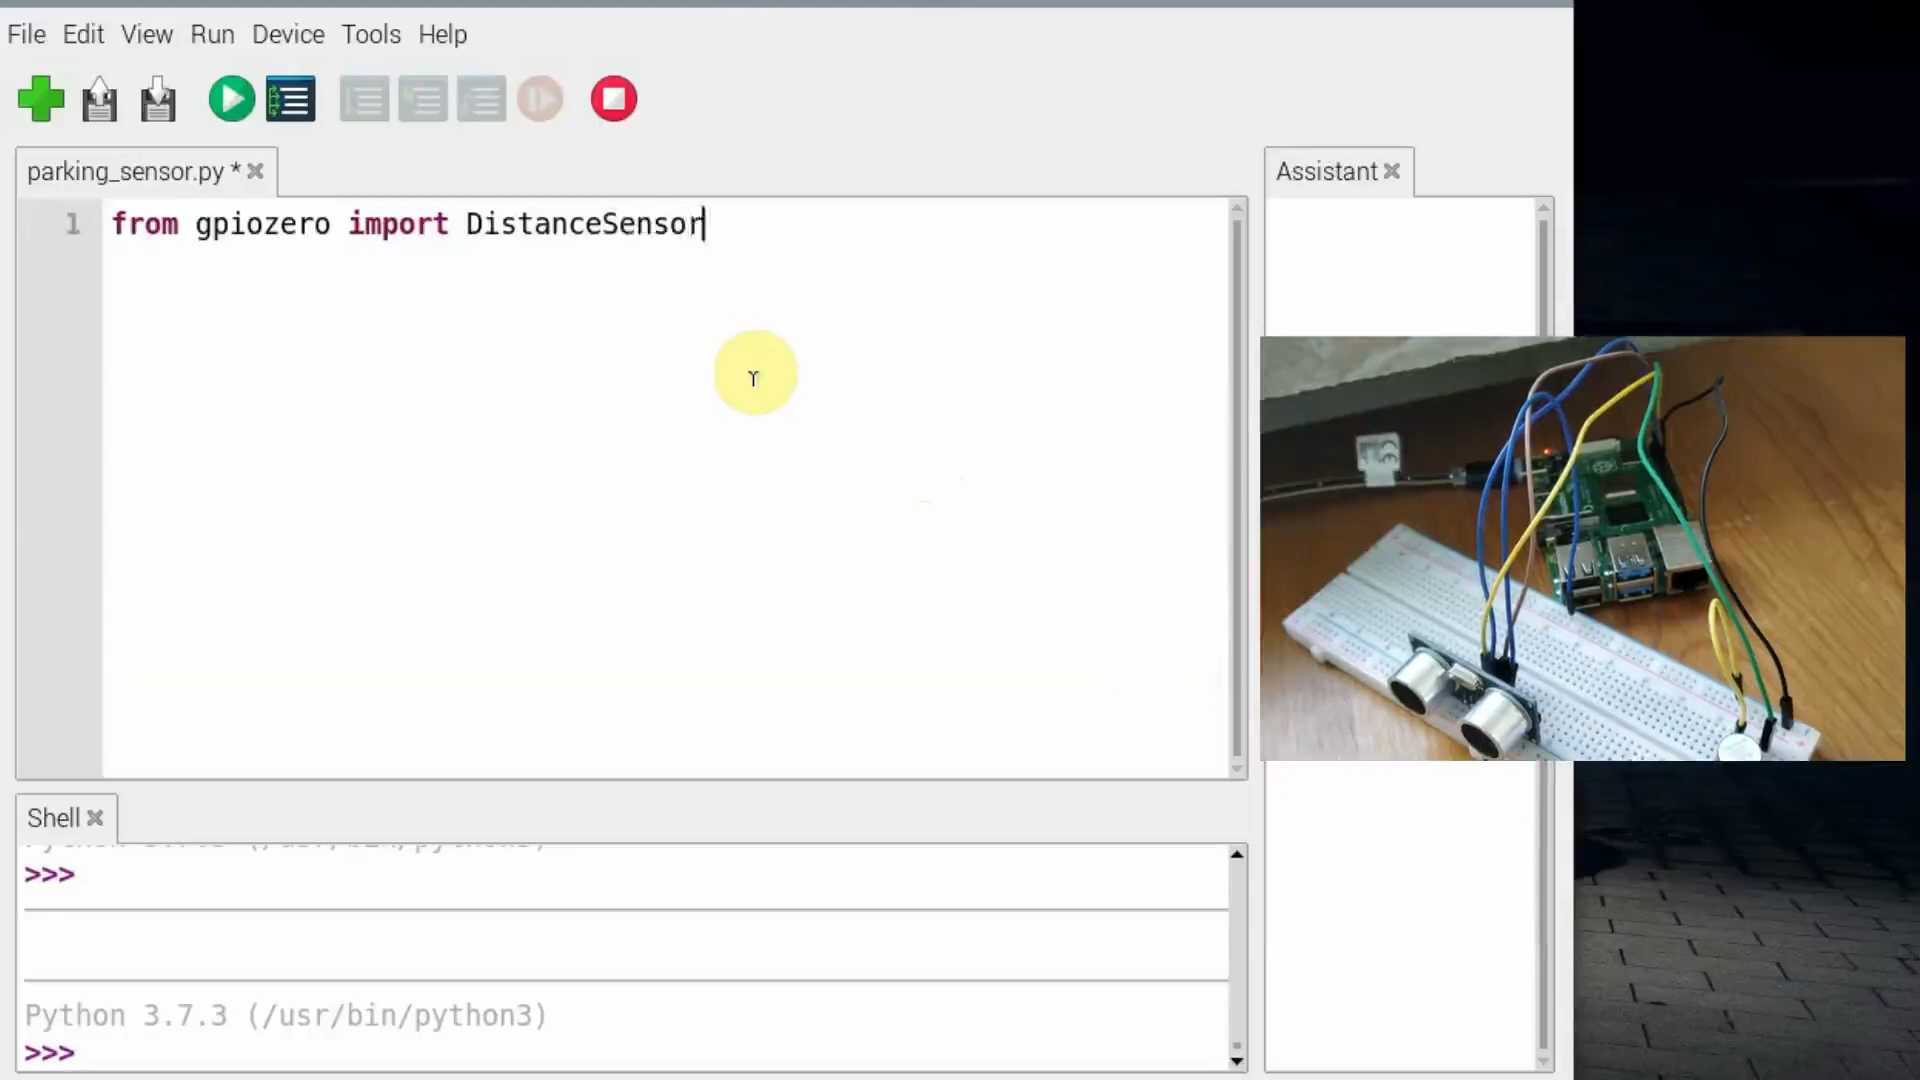 File Edit View Run Device Tools Help
parking_sensor.py *
Assistant
1 from gpiozero import DistanceSensor
Shell
>>>
Python 3.7.3 (/usr/bin/python3)
>>>